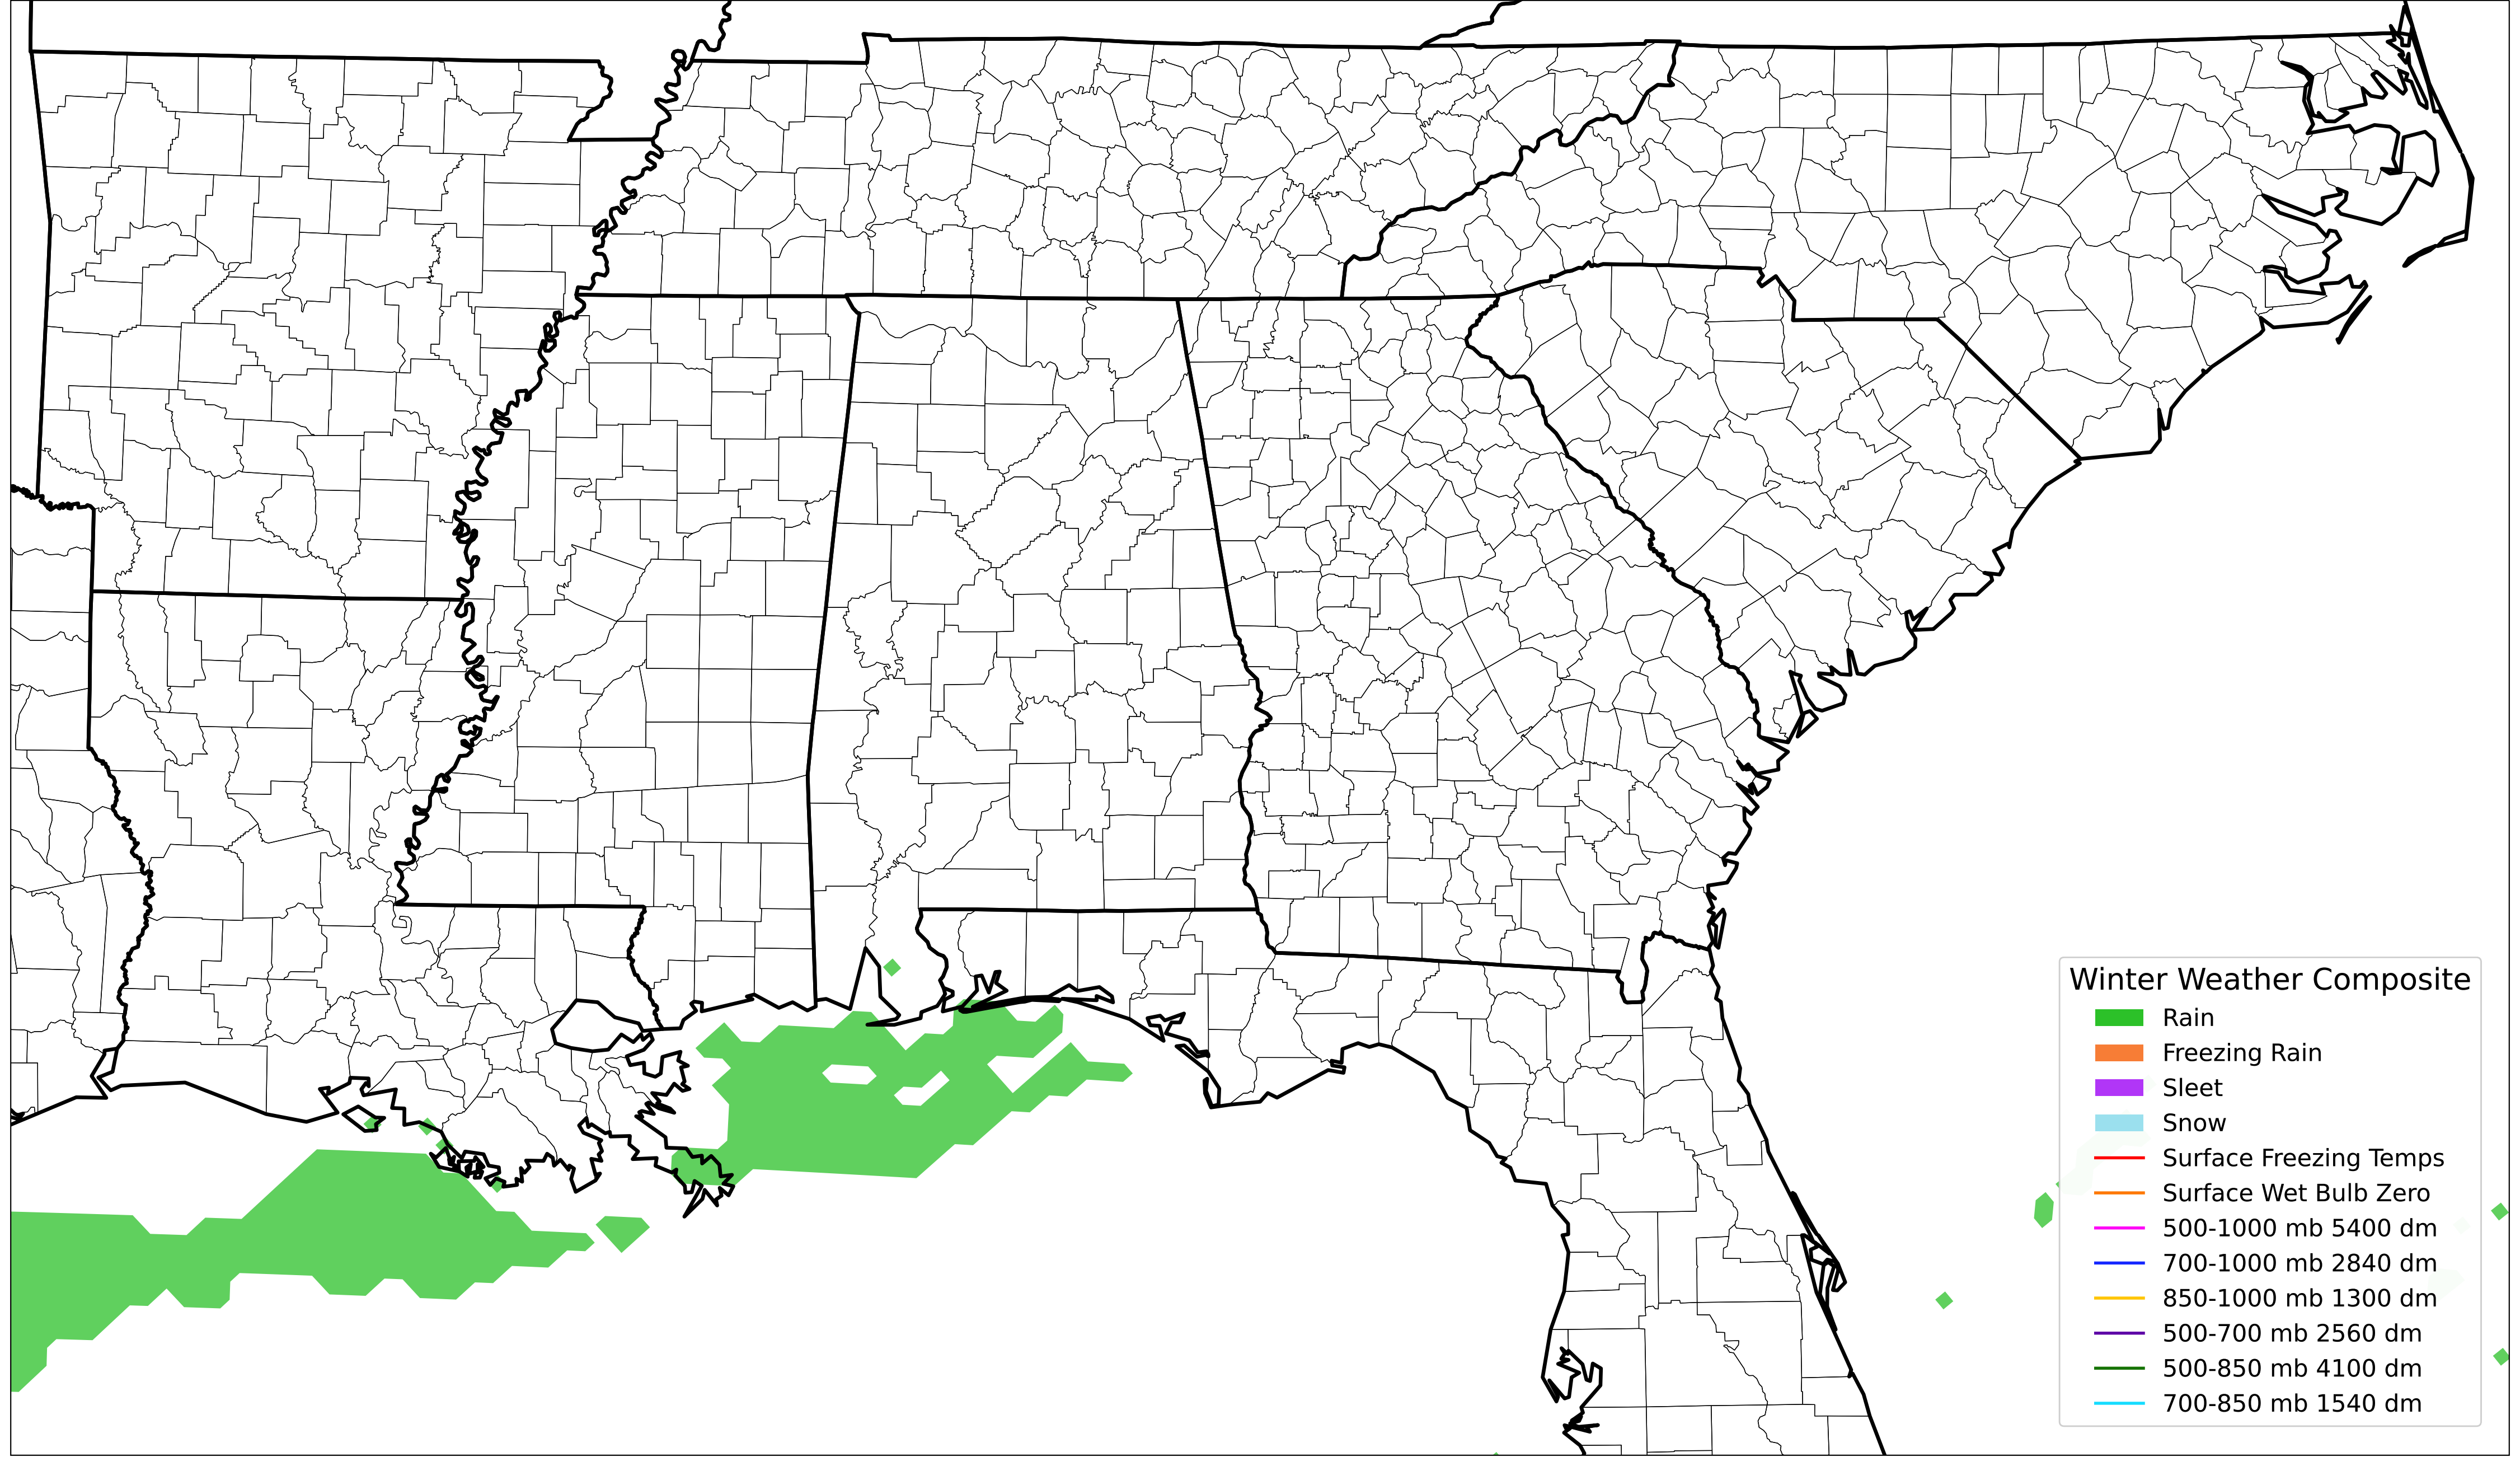 Winter Weather Composite
Rain
Freezing Rain
Sleet
Snow
Surface Freezing Temps
Surface Wet Bulb Zero
500-1000 mb 5400 dm
700-1000 mb 2840 dm
850-1000 mb 1300 dm
500-700 mb 2560 dm
500-850 mb 4100 dm
700-850 mb 1540 dm